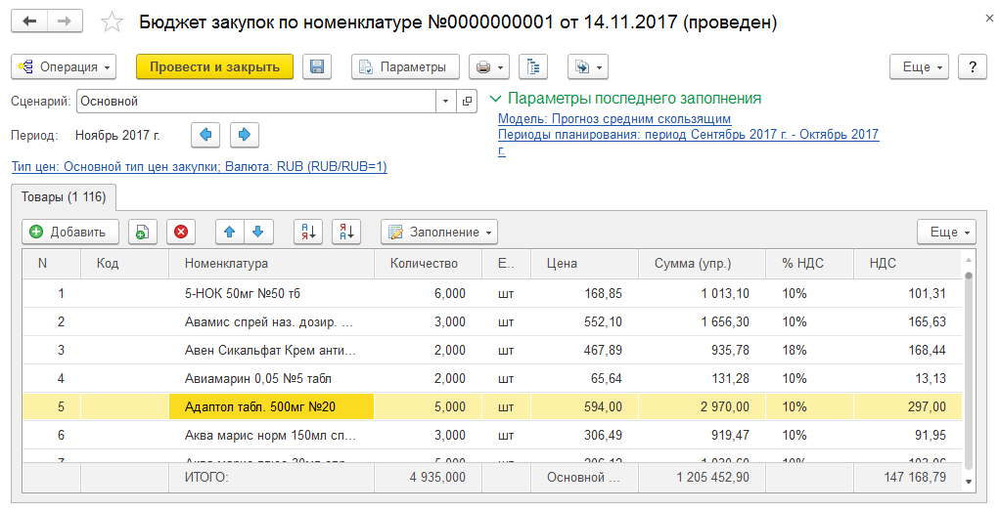 Бюджет закупок по номенклатуре №0000000001 от 14.11.2017 (проведен)
Операция Провести и закрыть Параметры Еще ?
Сценарий: Основной
Параметры последнего заполнения
Модель: Прогноз средним скользящим
Период: Ноябрь 2017 г.
Периоды планирования: период Сентябрь 2017 г. - Октябрь 2017
г.
Тип цен: Основной тип цен закупки; Валюта: RUB (RUB/RUB=1)
Товары (1 116)
Добавить Заполнение Еще
N Код Номенклатура Количество Е.. Цена Сумма (упр.) % НДС НДС
1 5-НОК 50мг №50 тб 6,000 шт 168,85 1 013,10 10% 101,31
2 Авамис спрей наз. дозир. ... 3,000 шт 552,10 1 656,30 10% 165,63
3 Авен Сикальфат Крем анти... 2,000 шт 467,89 935,78 18% 168,44
4 Авиамарин 0,05 №5 табл 2,000 шт 65,64 131,28 10% 13,13
5 Адаптол табл. 500мг №20 5,000 шт 594,00 2 970,00 10% 297,00
6 Аква марис норм 150мл сп... 3,000 шт 306,49 919,47 10% 91,95
7
ИТОГО: 4 935,000 Основной ... 1 205 452,90 147 168,79